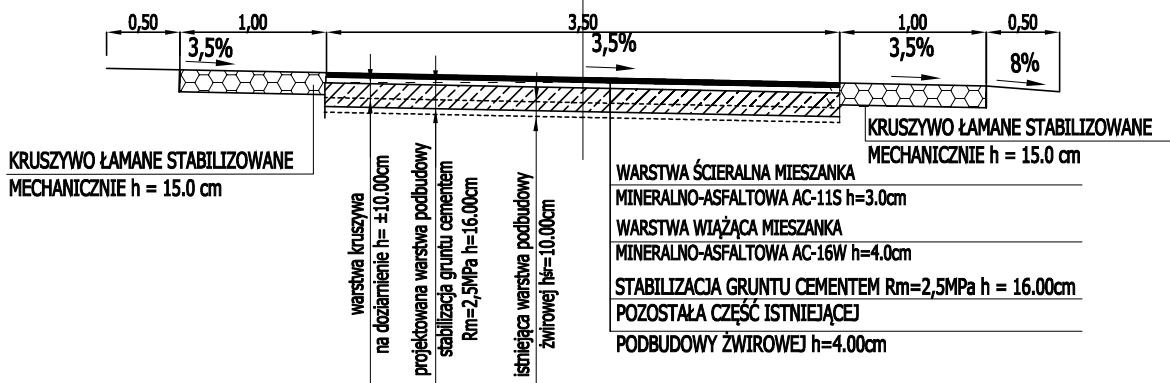 0,50
1,00
3,50
1,00
0,50
3,5%
3,5%
3,5%
8%
KRUSZYWO ŁAMANE STABILIZOWANE
MECHANICZNIE h = 15.0 cm
KRUSZYWO ŁAMANE STABILIZOWANE
MECHANICZNIE h = 15.0 cm
warstwa kruszywa
na doziarnienie h= ±10.00cm
projektowana warstwa podbudowy
stabilizacja gruntu cementem
Rm=2,5MPa h=16.00cm
istniejąca warstwa podbudowy
żwirowej hśr=10.00cm
WARSTWA ŚCIERALNA MIESZANKA
MINERALNO-ASFALTOWA AC-11S h=3.0cm
WARSTWA WIĄŻĄCA MIESZANKA
MINERALNO-ASFALTOWA AC-16W h=4.0cm
STABILIZACJA GRUNTU CEMENTEM Rm=2,5MPa h = 16.00cm
POZOSTAŁA CZĘŚĆ ISTNIEJĄCEJ
PODBUDOWY ŻWIROWEJ h=4.00cm